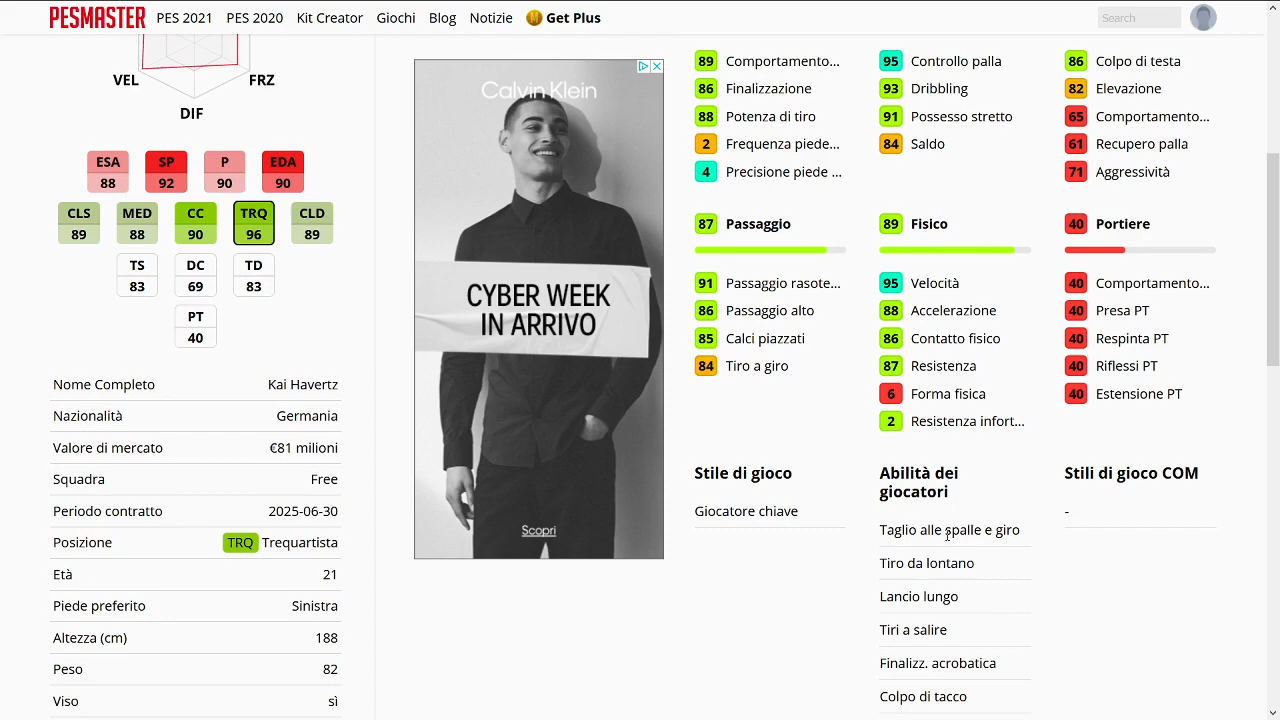 PESMASTER PES 2021 PES 2020 Kit Creator Giochi Blog Notizie M Get Plus Search
VEL FRZ
DIF
ESA SP P EDA
88 92 90 90
CLS MED CC TRQ CLD
89 88 90 96 89
TS DC TD
83 69 83
PT
40
Nome Completo Kai Havertz
Nazionalità Germania
Valore di mercato €81 milioni
Squadra Free
Periodo contratto 2025-06-30
Posizione TRQ Trequartista
Età 21
Piede preferito Sinistra
Altezza (cm) 188
Peso 82
Viso sì
Calvin Klein
CYBER WEEK
IN ARRIVO
Scopri
89 Comportamento...
86 Finalizzazione
88 Potenza di tiro
2 Frequenza piede...
4 Precisione piede ...
95 Controllo palla
93 Dribbling
91 Possesso stretto
84 Saldo
86 Colpo di testa
82 Elevazione
65 Comportamento...
61 Recupero palla
71 Aggressività
87 Passaggio
91 Passaggio rasote...
86 Passaggio alto
85 Calci piazzati
84 Tiro a giro
89 Fisico
95 Velocità
88 Accelerazione
86 Contatto fisico
87 Resistenza
6 Forma fisica
2 Resistenza infort...
40 Portiere
40 Comportamento...
40 Presa PT
40 Respinta PT
40 Riflessi PT
40 Estensione PT
Stile di gioco
Giocatore chiave
Abilità dei
giocatori
Taglio alle spalle e giro
Tiro da lontano
Lancio lungo
Tiri a salire
Finalizz. acrobatica
Colpo di tacco
Stili di gioco COM
-